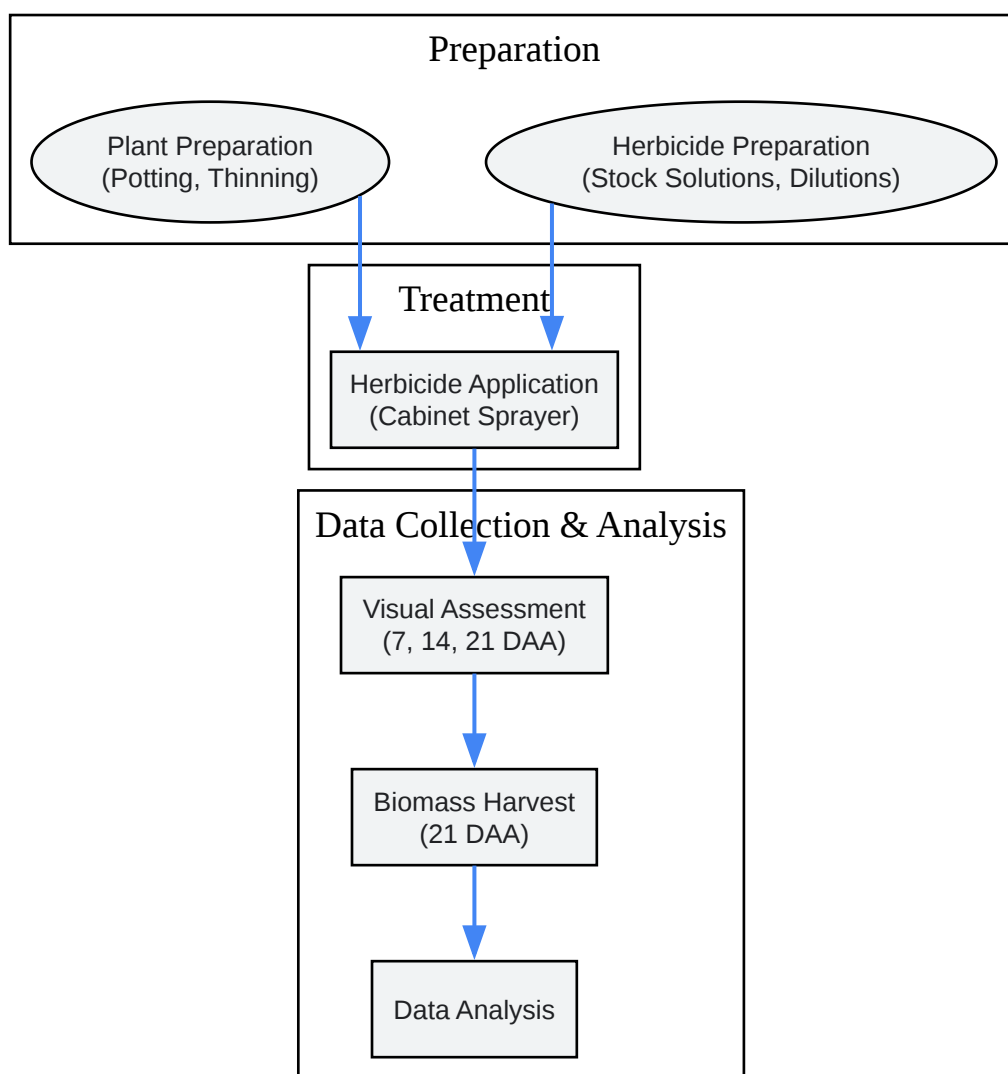 Preparation
Plant Preparation
(Potting, Thinning)
Herbicide Preparation
(Stock Solutions, Dilutions)
Treatment
Herbicide Application
(Cabinet Sprayer)
Data Collection & Analysis
Visual Assessment
(7, 14, 21 DAA)
Biomass Harvest
(21 DAA)
Data Analysis